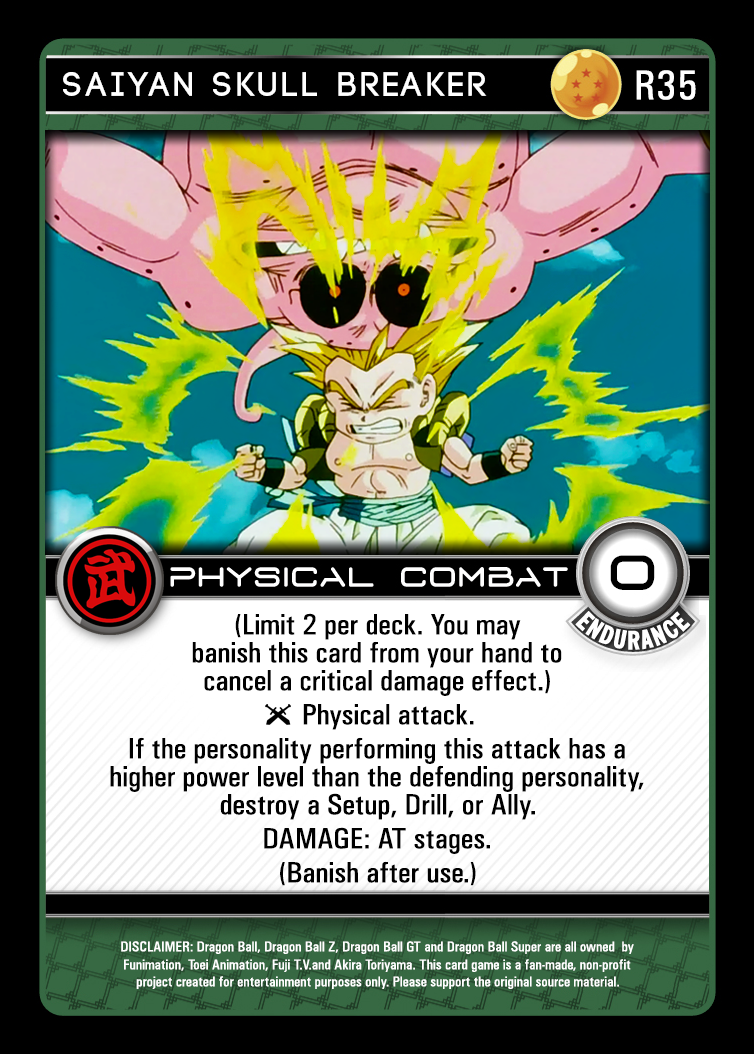 SAIYAN SKULL BREAKER
R35
武
PHYSICAL COMBAT
0
ENDURANCE
(Limit 2 per deck. You may
banish this card from your hand to
cancel a critical damage effect.)
Physical attack.
If the personality performing this attack has a
higher power level than the defending personality,
destroy a Setup, Drill, or Ally.
DAMAGE: AT stages.
(Banish after use.)
DISCLAIMER: Dragon Ball, Dragon Ball Z, Dragon Ball GT and Dragon Ball Super are all owned by
Funimation, Toei Animation, Fuji T.V.and Akira Toriyama. This card game is a fan-made, non-profit
project created for entertainment purposes only. Please support the original source material.